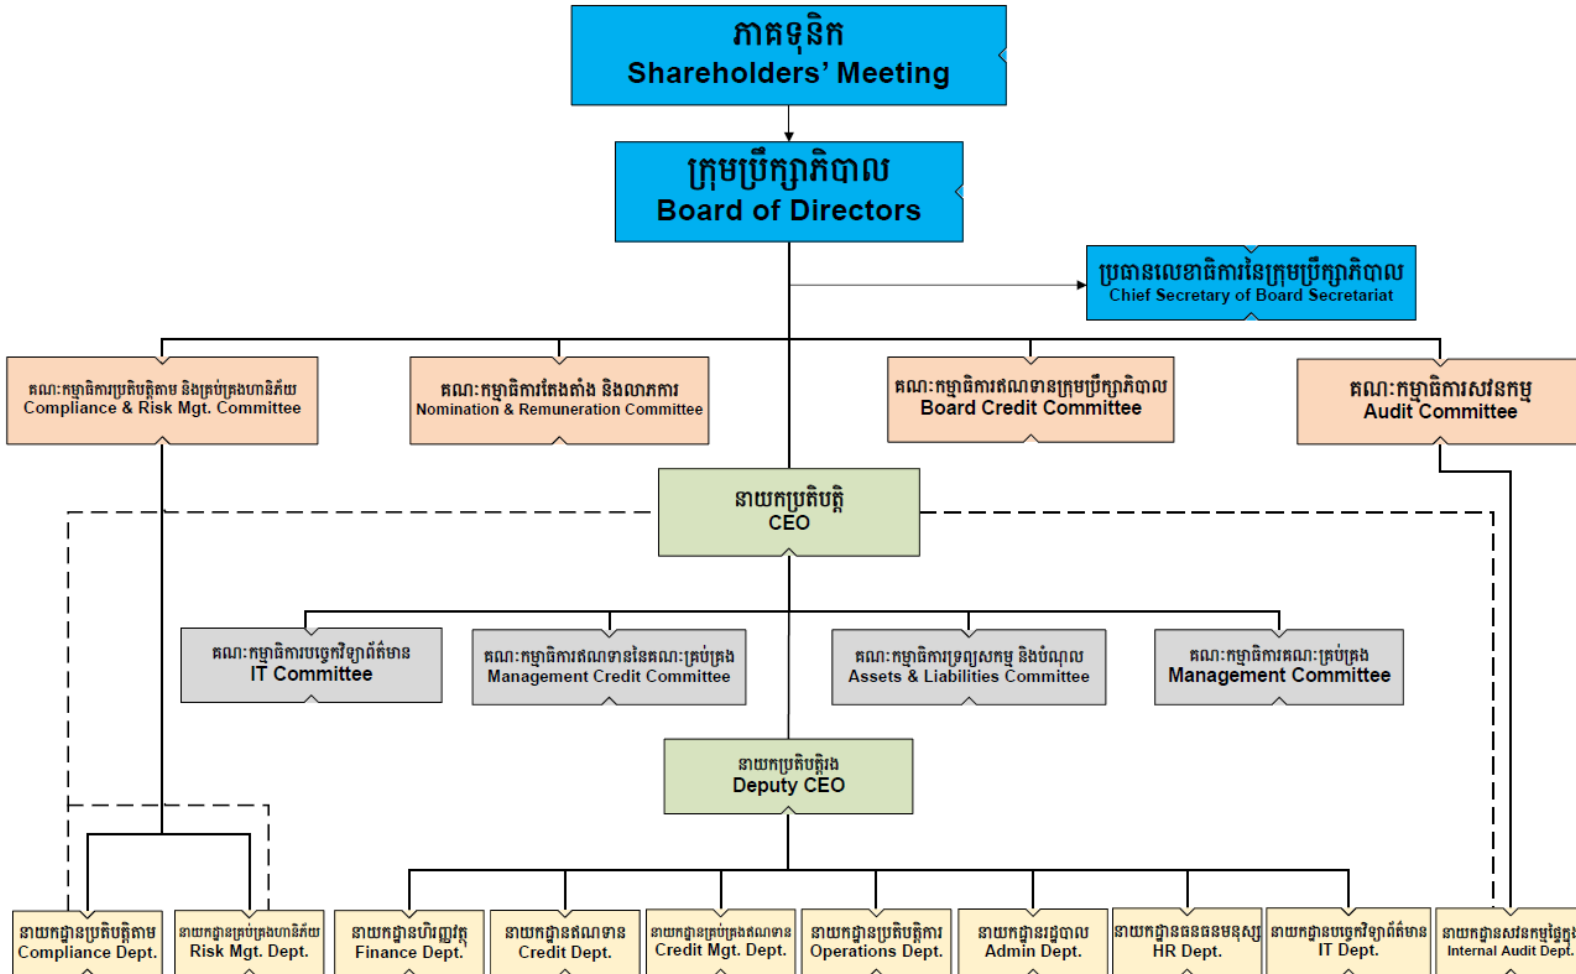 ភាគទុនិក
Shareholders' Meeting
ក្រុមប្រឹក្សាភិបាល
Board of Directors
ប្រធានលេខាធិការនៃក្រុមប្រឹក្សាភិបាល
Chief Secretary of Board Secretariat
គណៈកម្មាធិការប្រតិបត្តិតាម និងគ្រប់គ្រងហានិភ័យ
Compliance & Risk Mgt. Committee
គណៈកម្មាធិការតែងតាំង និងលាភការ
Nomination & Remuneration Committee
គណៈកម្មាធិការឥណទានក្រុមប្រឹក្សាភិបាល
Board Credit Committee
គណៈកម្មាធិការសវនកម្ម
Audit Committee
នាយកប្រតិបត្តិ
CEO
គណៈកម្មាធិការបច្ចេកវិទ្យាព័ត៌មាន
IT Committee
គណៈកម្មាធិការឥណទាននៃគណៈគ្រប់គ្រង
Management Credit Committee
គណៈកម្មាធិការទ្រព្យសកម្ម និងបំណុល
Assets & Liabilities Committee
គណៈកម្មាធិការគណៈគ្រប់គ្រង
Management Committee
នាយកប្រតិបត្តិរង
Deputy CEO
នាយកដ្ឋានប្រតិបត្តិតាម
Compliance Dept.
នាយកដ្ឋានគ្រប់គ្រងហានិភ័យ
Risk Mgt. Dept.
នាយកដ្ឋានហិរញ្ញវត្ថុ
Finance Dept.
នាយកដ្ឋានឥណទាន
Credit Dept.
នាយកដ្ឋានគ្រប់គ្រងឥណទាន
Credit Mgt. Dept.
នាយកដ្ឋានប្រតិបត្តិការ
Operations Dept.
នាយកដ្ឋានរដ្ឋបាល
Admin Dept.
នាយកដ្ឋានធនធនមនុស្ស
HR Dept.
នាយកដ្ឋានបច្ចេកវិទ្យាព័ត៌មាន
IT Dept.
នាយកដ្ឋានសវនកម្មផ្ទៃក្នុង
Internal Audit Dept.